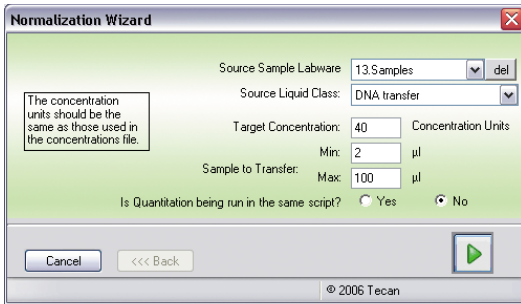 Normalization Wizard
Source Sample Labware 13.Samples del
Source Liquid Class: DNA transfer
The concentration
units should be the
same as those used in
the concentrations file.
Target Concentration: 40 Concentration Units
Min: 2 µl
Sample to Transfer:
Max: 100 µl
Is Quantitation being run in the same script? Yes No
Cancel <<< Back
© 2006 Tecan